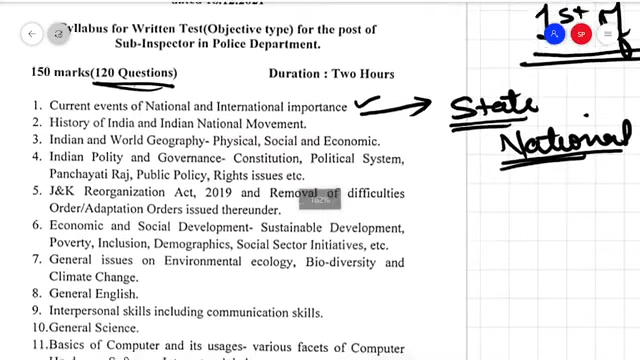 dated 10/12/2021
Syllabus for Written Test(Objective type) for the post of
Sub-Inspector in Police Department.
150 marks(120 Questions) Duration : Two Hours
1. Current events of National and International importance
2. History of India and Indian National Movement.
3. Indian and World Geography- Physical, Social and Economic.
4. Indian Polity and Governance- Constitution, Political System,
Panchayati Raj, Public Policy, Rights issues etc.
5. J&K Reorganization Act, 2019 and Removal of difficulties
Order/Adaptation Orders issued thereunder.
6. Economic and Social Development- Sustainable Development,
Poverty, Inclusion, Demographics, Social Sector Initiatives, etc.
7. General issues on Environmental ecology, Bio-diversity and
Climate Change.
8. General English.
9. Interpersonal skills including communication skills.
10.General Science.
11.Basics of Computer and its usages- various facets of Computer
1st
SP
State
National
162%